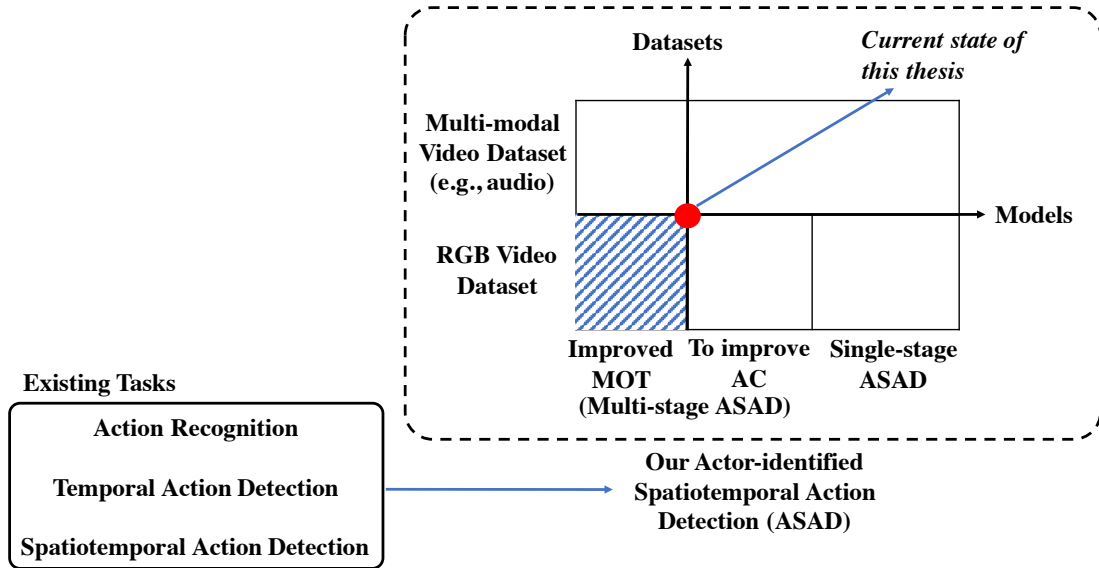 Datasets
Current state of
this thesis
Multi-modal
Video Dataset
(e.g., audio)
Models
RGB Video
Dataset
Improved
MOT
To improve
AC
(Multi-stage ASAD)
Single-stage
ASAD
Existing Tasks
Action Recognition
Temporal Action Detection
Spatiotemporal Action Detection
Our Actor-identified
Spatiotemporal Action
Detection (ASAD)